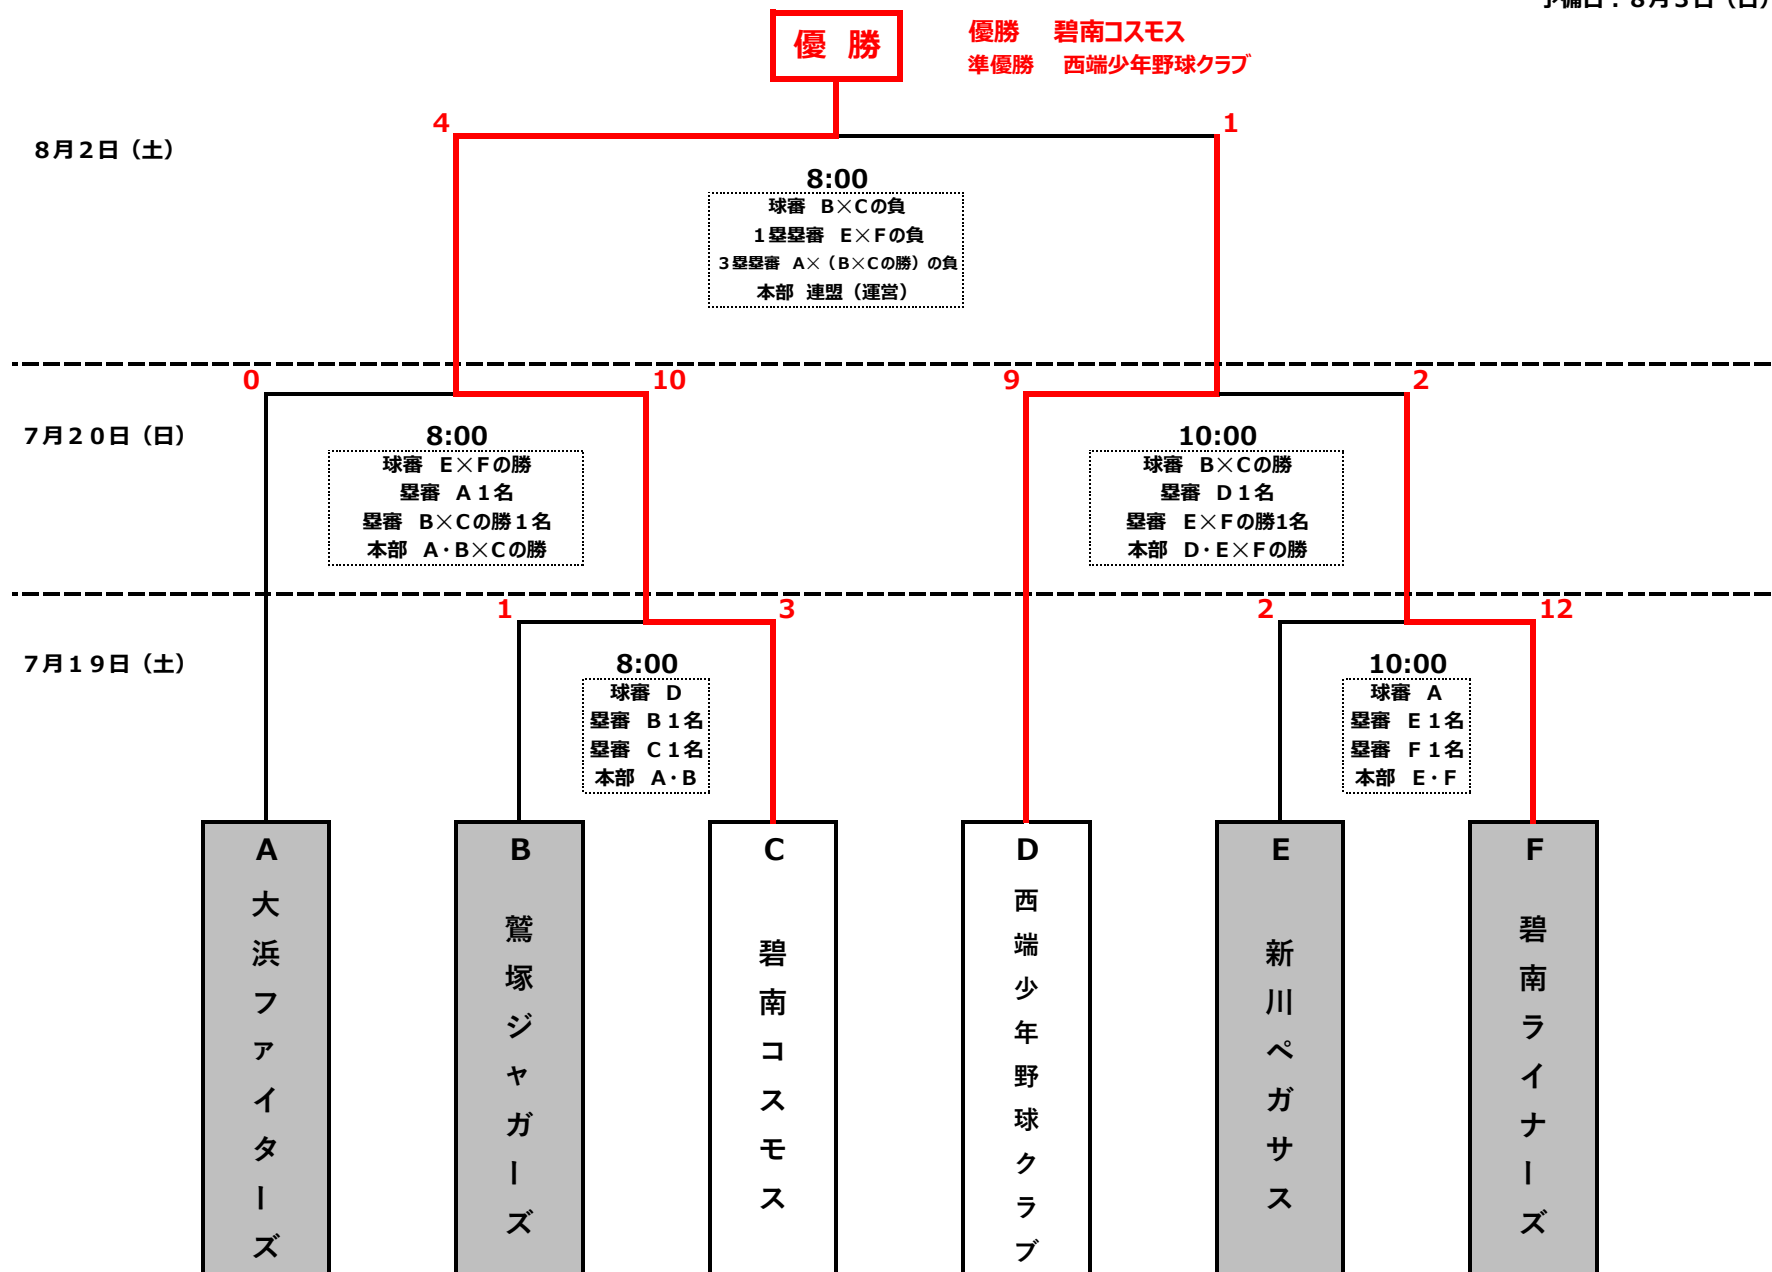 予備日：８月３日（日）
優 勝
優勝　碧南コスモス
準優勝　西端少年野球クラブ
4
1
８月２日（土）
8:00
球審 B×Cの負
１塁塁審 E×Fの負
３塁塁審 A×（B×Cの勝）の負
本部 連盟（運営）
0
10
9
2
７月２０日（日）
8:00
球審 E×Fの勝
塁審 A１名
塁審 B×Cの勝１名
本部 A・B×Cの勝
10:00
球審 B×Cの勝
塁審 D１名
塁審 E×Fの勝1名
本部 D・E×Fの勝
1
3
2
12
７月１９日（土）
8:00
球審 D
塁審 B１名
塁審 C１名
本部 A・B
10:00
球審 A
塁審 E１名
塁審 F１名
本部 E・F
A
大浜ファイターズ
B
鷲塚ジャガーズ
C
碧南コスモス
D
西端少年野球クラブ
E
新川ペガサス
F
碧南ライナーズ